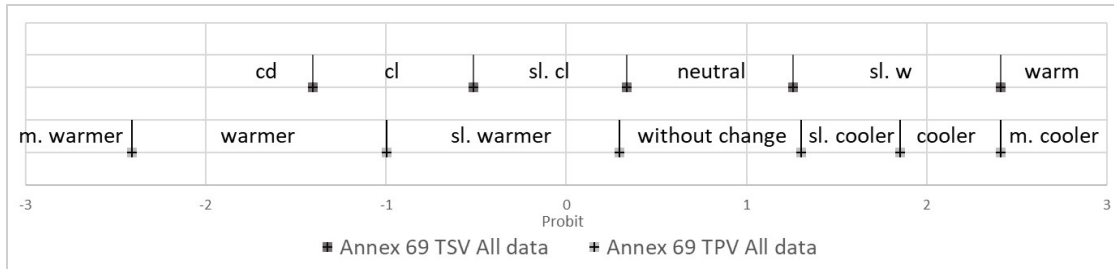 cd cl sl. cl neutral sl. w warm
m. warmer warmer sl. warmer without change sl. cooler cooler m. cooler
-3 -2 -1 0 1 2 3
Probit
Annex 69 TSV All data Annex 69 TPV All data